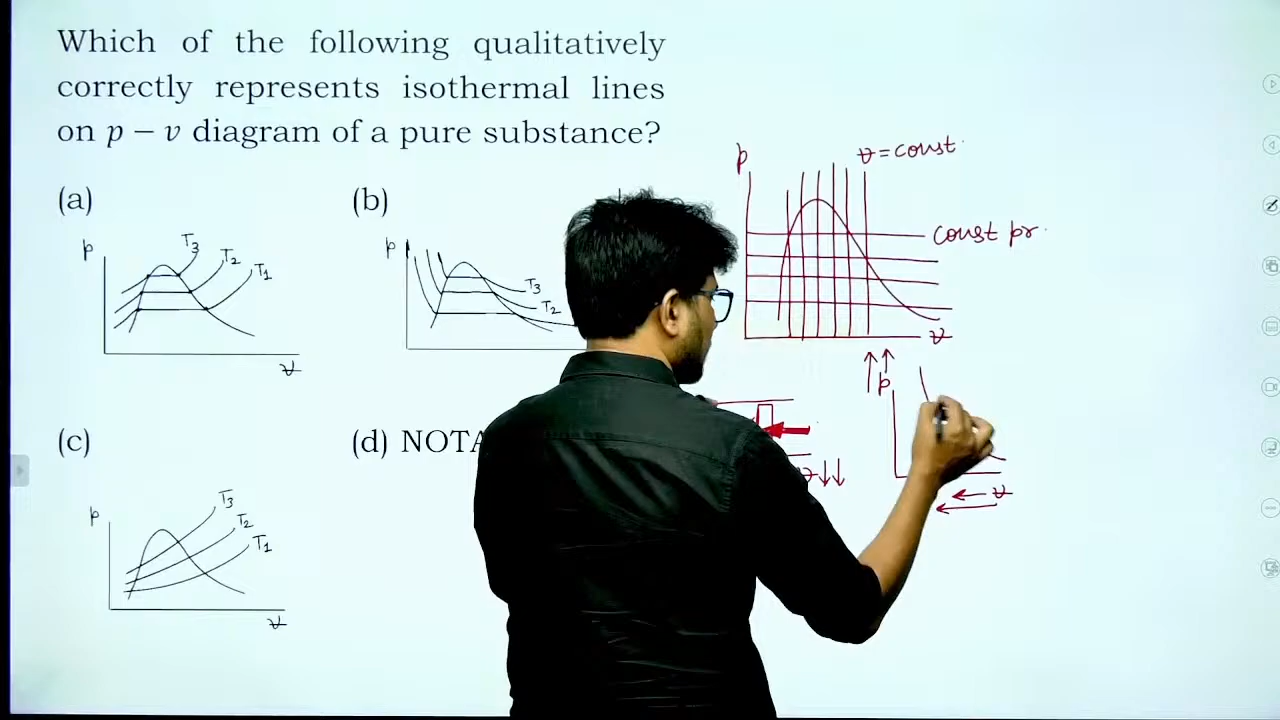 Which of the following qualitatively
correctly represents isothermal lines
on p − v diagram of a pure substance?
(a)
p
T3
T2
T1
v
(b)
p
T3
T2
(c)
p
T3
T2
T1
v
(d) NOTA
p
v = const
const pr
v
p
v